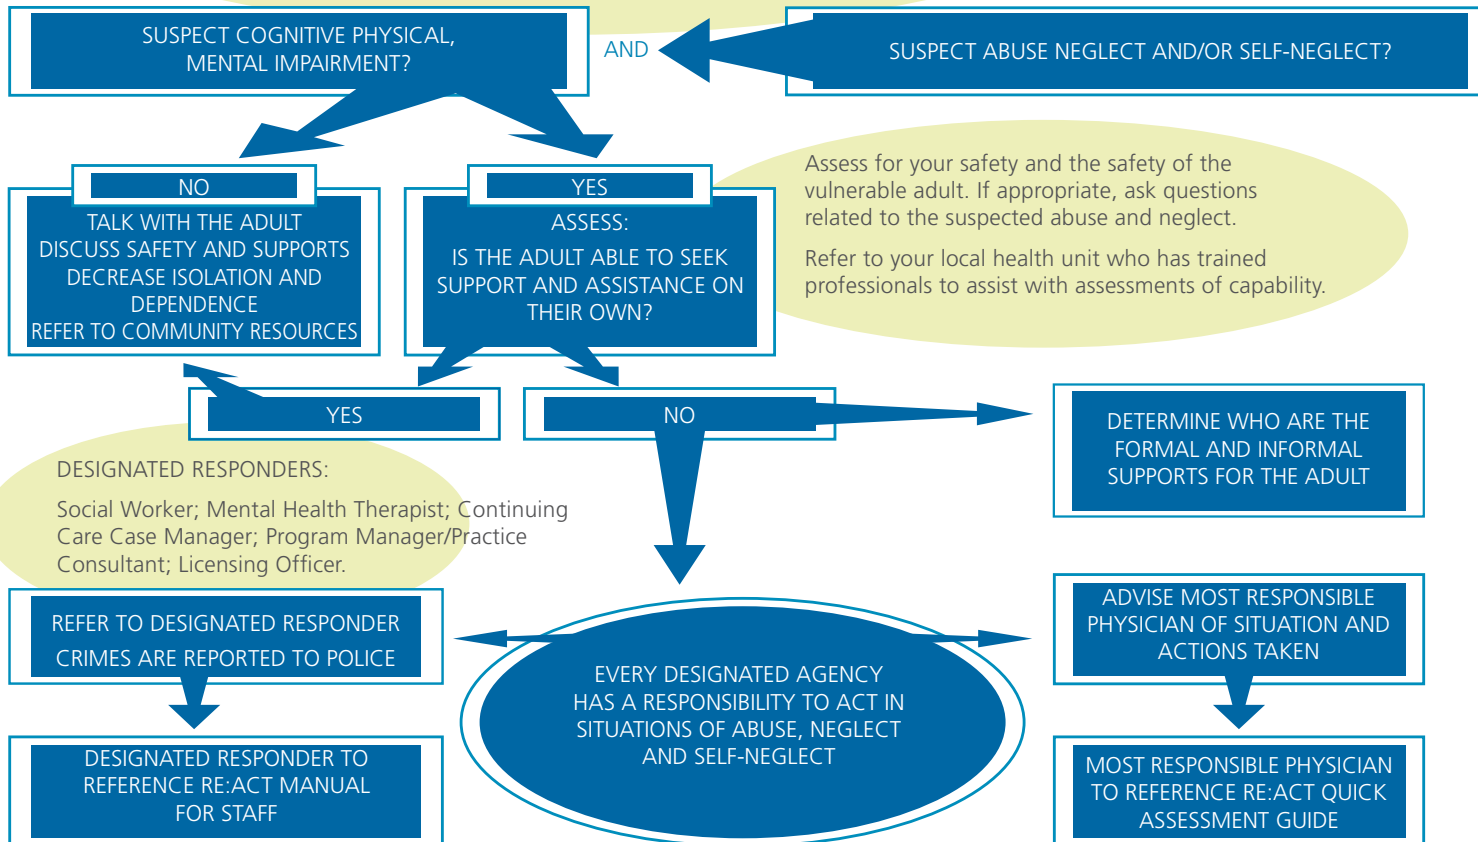 SUSPECT COGNITIVE PHYSICAL,
MENTAL IMPAIRMENT?
AND
SUSPECT ABUSE NEGLECT AND/OR SELF-NEGLECT?
NO
TALK WITH THE ADULT
DISCUSS SAFETY AND SUPPORTS
DECREASE ISOLATION AND
DEPENDENCE
REFER TO COMMUNITY RESOURCES
YES
ASSESS:
IS THE ADULT ABLE TO SEEK
SUPPORT AND ASSISTANCE ON
THEIR OWN?
Assess for your safety and the safety of the
vulnerable adult. If appropriate, ask questions
related to the suspected abuse and neglect.
Refer to your local health unit who has trained
professionals to assist with assessments of capability.
YES
NO
DETERMINE WHO ARE THE
FORMAL AND INFORMAL
SUPPORTS FOR THE ADULT
DESIGNATED RESPONDERS:
Social Worker; Mental Health Therapist; Continuing
Care Case Manager; Program Manager/Practice
Consultant; Licensing Officer.
REFER TO DESIGNATED RESPONDER
CRIMES ARE REPORTED TO POLICE
EVERY DESIGNATED AGENCY
HAS A RESPONSIBILITY TO ACT IN
SITUATIONS OF ABUSE, NEGLECT
AND SELF-NEGLECT
ADVISE MOST RESPONSIBLE
PHYSICIAN OF SITUATION AND
ACTIONS TAKEN
DESIGNATED RESPONDER TO
REFERENCE RE:ACT MANUAL
FOR STAFF
MOST RESPONSIBLE PHYSICIAN
TO REFERENCE RE:ACT QUICK
ASSESSMENT GUIDE